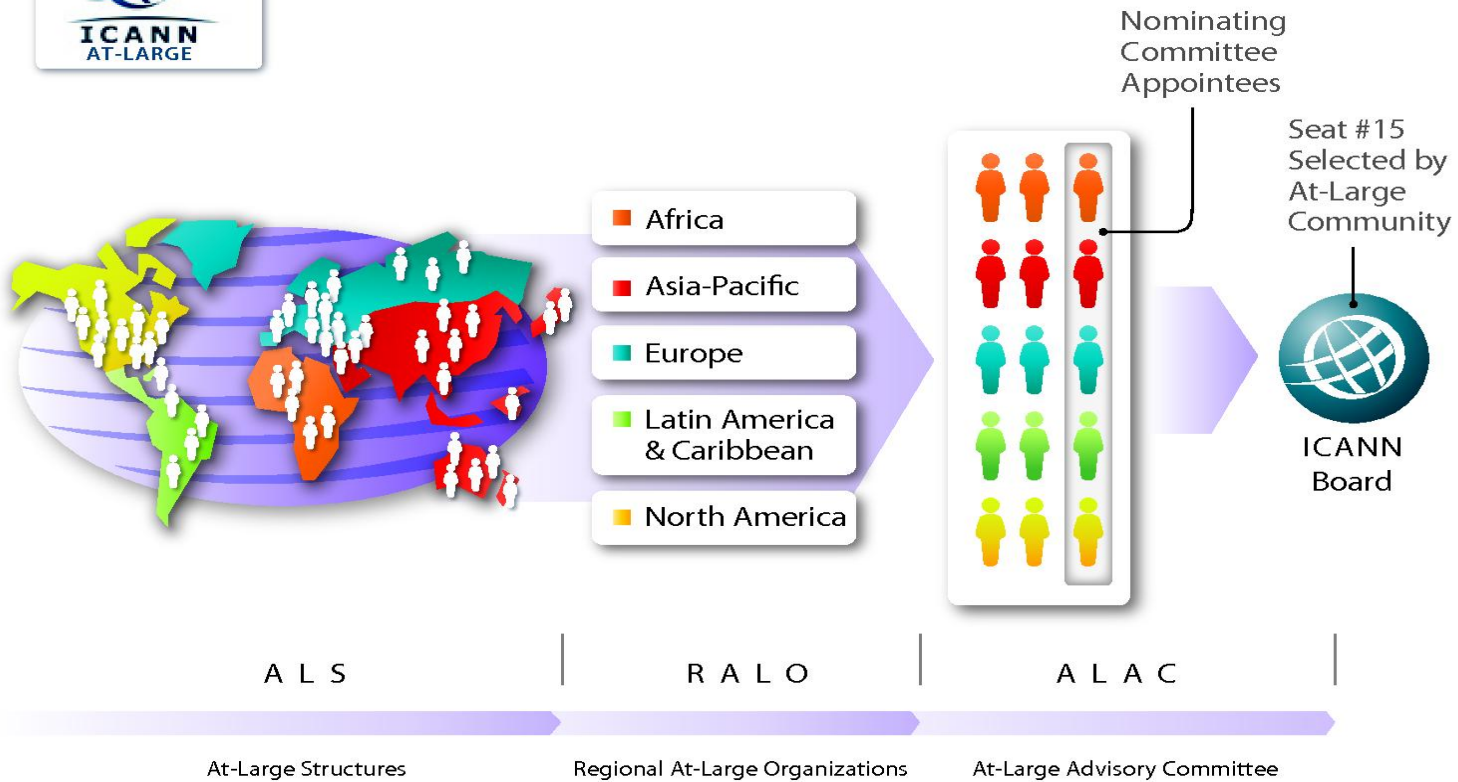 ICANN
AT-LARGE
Nominating
Committee
Appointees
Seat #15
Selected by
At-Large
Community
Africa
Asia-Pacific
Europe
Latin America
& Caribbean
North America
ICANN
Board
ALS
RALO
ALAC
At-Large Structures
Regional At-Large Organizations
At-Large Advisory Committee